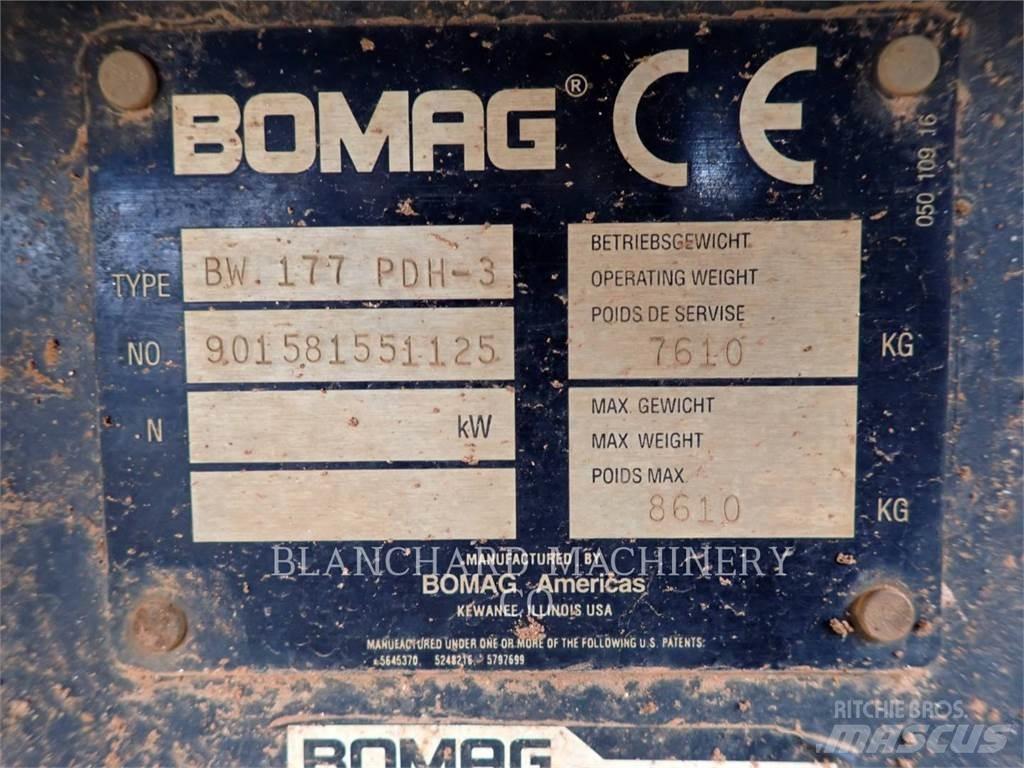 BOMAG® CE
050 109 16
TYPE BW.177 PDH-3
NO 901581551125
N kW
BETRIEBSGEWICHT
OPERATING WEIGHT
POIDS DE SERVISE
7610 KG
MAX. GEWICHT
MAX. WEIGHT
POIDS MAX.
8610 KG
MANUFACTURED BY
BLANCHARD MACHINERY
CO
BOMAG Americas
KEWANEE, ILLINOIS USA
MANUFACTURED UNDER ONE OR MORE OF THE FOLLOWING U.S. PATENTS:
5645370 5248216 5797699
BOMAG
RITCHIE BROS.
MASCUS